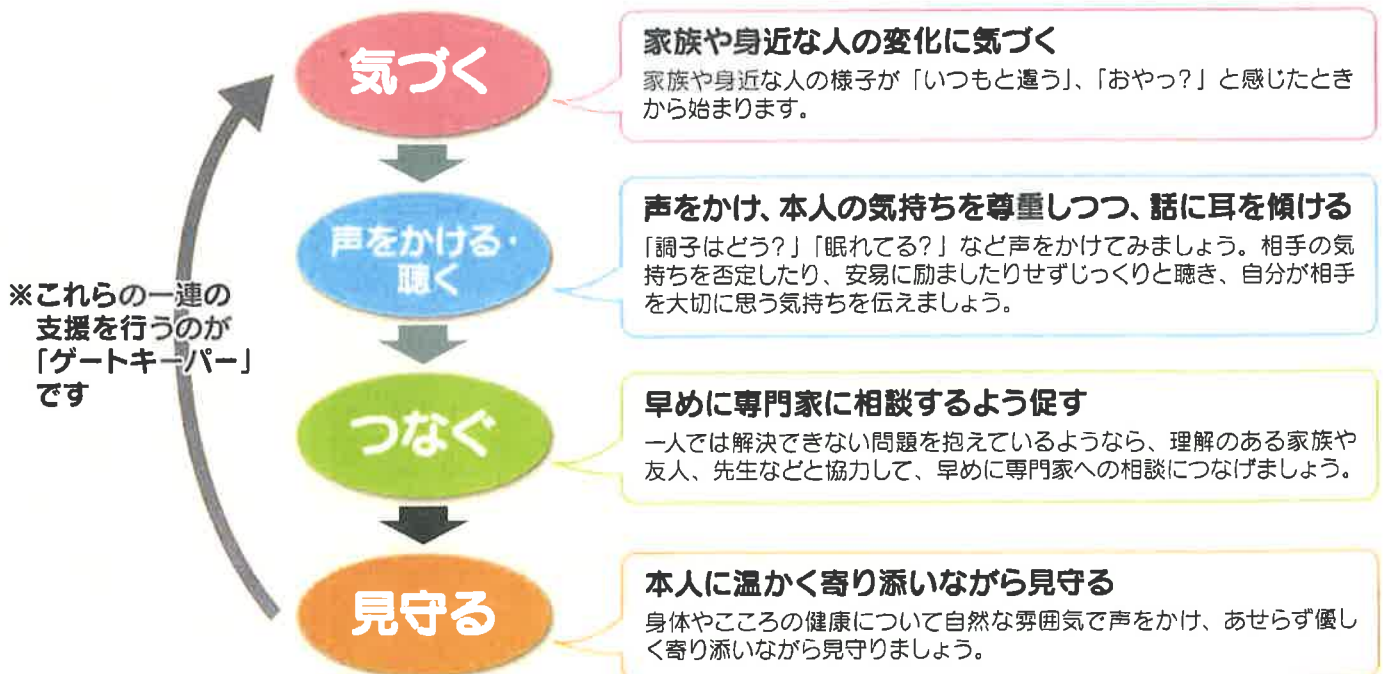 気づく
家族や身近な人の変化に気づく
家族や身近な人の様子が「いつもと違う」、「おやっ?」と感じたとき
から始まります。
声をかける・
聴く
声をかけ、本人の気持ちを尊重しつつ、話に耳を傾ける
「調子はどう?」「眠れてる?」など声をかけてみましょう。相手の気
持ちを否定したり、安易に励ましたりせずじっくりと聴き、自分が相手
を大切に思う気持ちを伝えましょう。
※これらの一連の
支援を行うのが
「ゲートキーパー」
です
つなぐ
早めに専門家に相談するよう促す
一人では解決できない問題を抱えているようなら、理解のある家族や
友人、先生などと協力して、早めに専門家への相談につなげましょう。
見守る
本人に温かく寄り添いながら見守る
身体やこころの健康について自然な雰囲気で声をかけ、あせらず優し
く寄り添いながら見守りましょう。